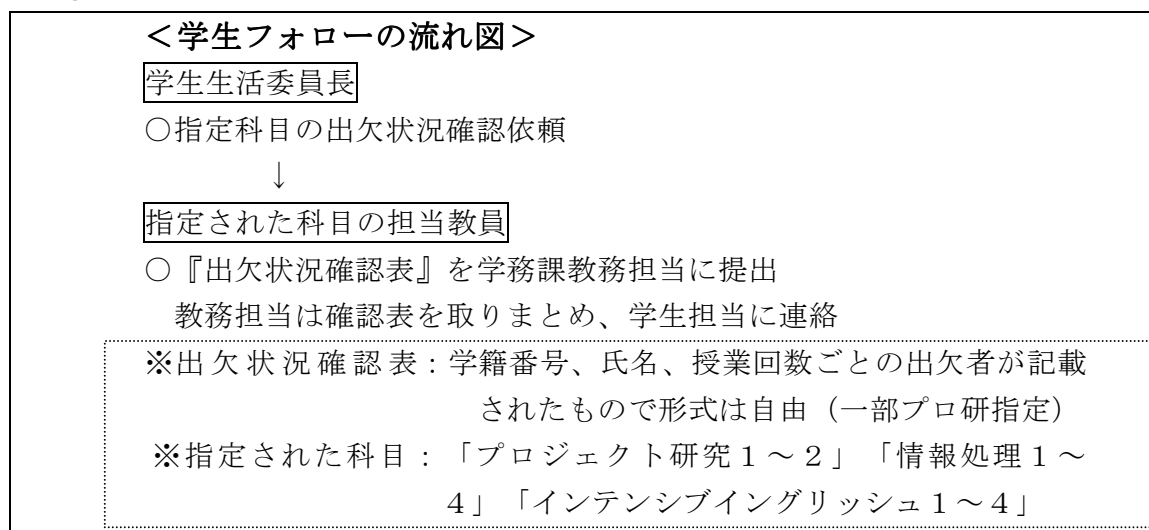 ＜学生フォローの流れ図＞
学生生活委員長
○指定科目の出欠状況確認依頼
↓
指定された科目の担当教員
○『出欠状況確認表』を学務課教務担当に提出
教務担当は確認表を取りまとめ、学生担当に連絡
※出欠状況確認表：学籍番号、氏名、授業回数ごとの出欠者が記載
されたもので形式は自由（一部プロ研指定）
※指定された科目：「プロジェクト研究１～２」「情報処理１～
４」「インテンシブイングリッシュ１～４」